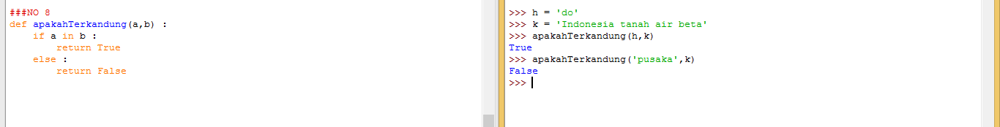 ###NO 8
def apakahTerkandung(a,b) :
    if a in b :
        return True
    else :
        return False
>>> h = 'do'
>>> k = 'Indonesia tanah air beta'
>>> apakahTerkandung(h,k)
True
>>> apakahTerkandung('pusaka',k)
False
>>>